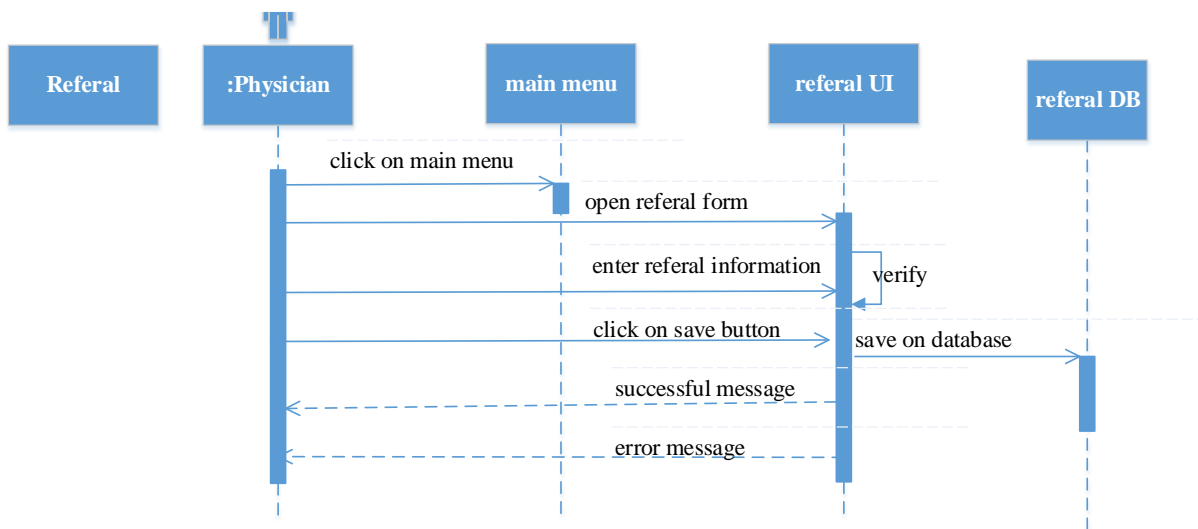 Referal
:Physician
main menu
referal UI
referal DB
click on main menu
open referal form
enter referal information
verify
click on save button
save on database
successful message
error message